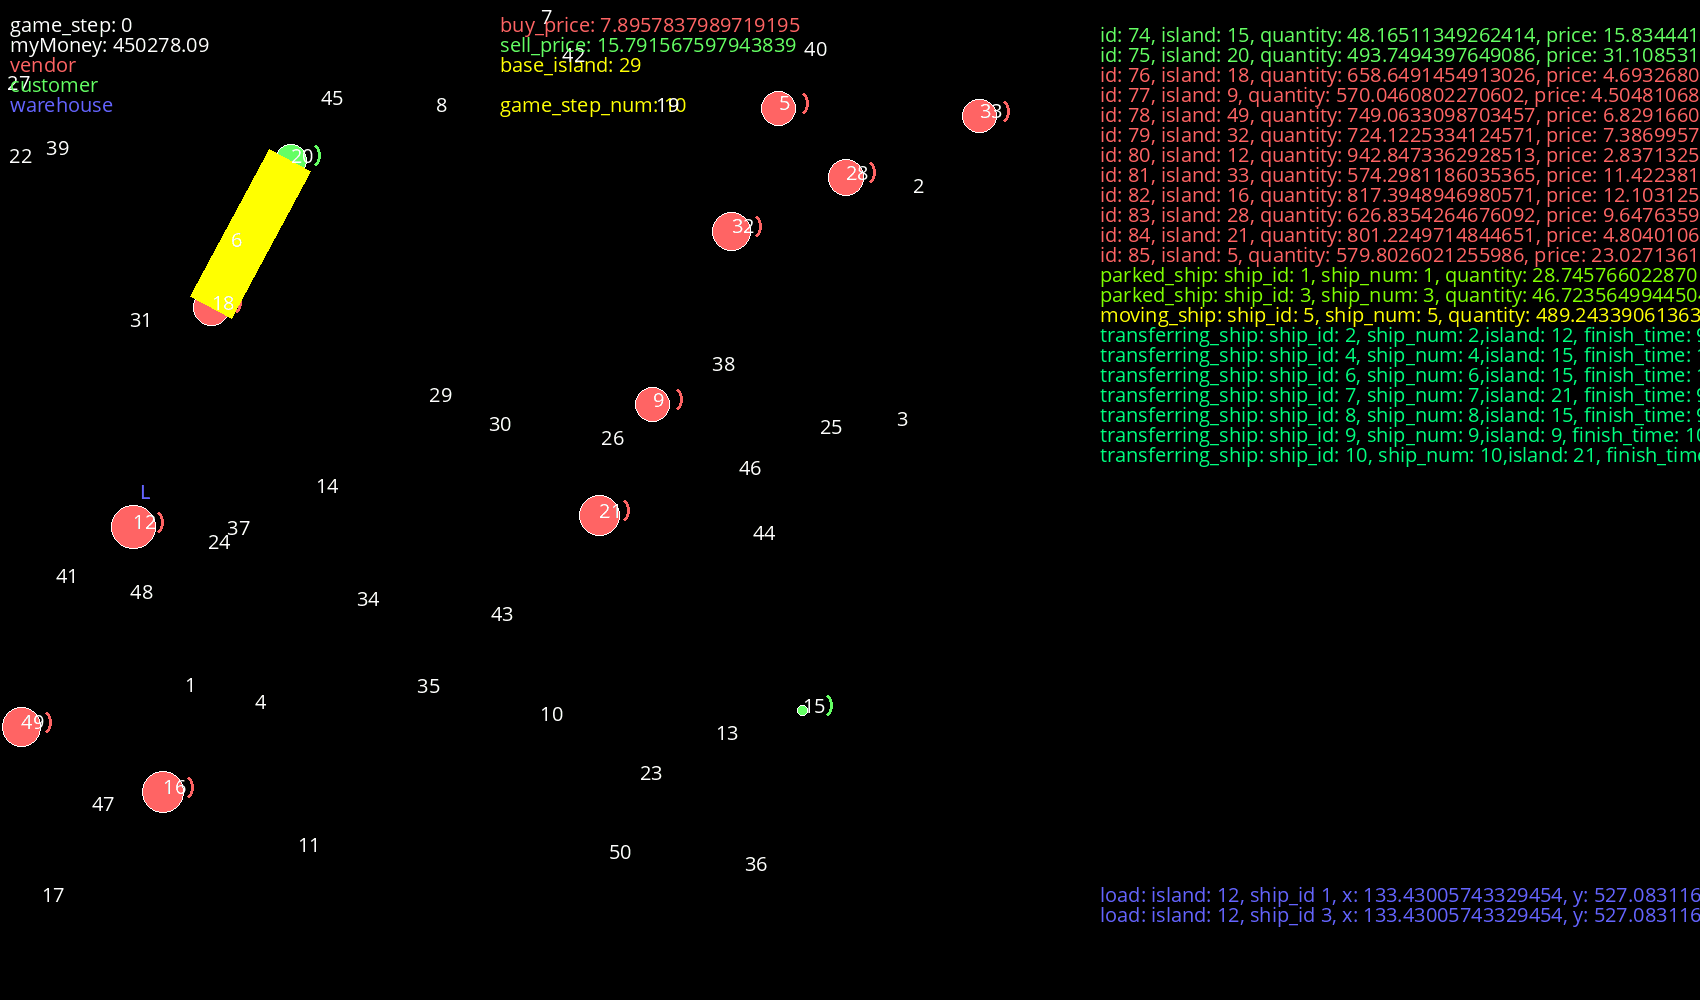 game_step: 0
myMoney: 450278.09
vendor
customer
warehouse
buy_price: 7.8957837989719195
sell_price: 15.791567597943839
base_island: 29
game_step_num: 10
7
42
40
19
27
45
8
5
33
22
39
20
28
2
32
6
18
31
38
29
9
30
26
25
3
46
14
L
12
37
24
21
44
41
48
34
43
1
4
35
10
15
49
13
23
16
47
11
50
36
17
id: 74, island: 15, quantity: 48.16511349262414, price: 15.834441
id: 75, island: 20, quantity: 493.7494397649086, price: 31.108531
id: 76, island: 18, quantity: 658.6491454913026, price: 4.6932680
id: 77, island: 9, quantity: 570.0460802270602, price: 4.50481068
id: 78, island: 49, quantity: 749.0633098703457, price: 6.8291660
id: 79, island: 32, quantity: 724.1225334124571, price: 7.3869957
id: 80, island: 12, quantity: 942.8473362928513, price: 2.8371325
id: 81, island: 33, quantity: 574.2981186035365, price: 11.422381
id: 82, island: 16, quantity: 817.3948946980571, price: 12.103125
id: 83, island: 28, quantity: 626.8354264676092, price: 9.6476359
id: 84, island: 21, quantity: 801.2249714844651, price: 4.8040106
id: 85, island: 5, quantity: 579.8026021255986, price: 23.0271361
parked_ship: ship_id: 1, ship_num: 1, quantity: 28.745766022870
parked_ship: ship_id: 3, ship_num: 3, quantity: 46.723564994450
moving_ship: ship_id: 5, ship_num: 5, quantity: 489.24339061363
transferring_ship: ship_id: 2, ship_num: 2,island: 12, finish_time: 9
transferring_ship: ship_id: 4, ship_num: 4,island: 15, finish_time: 1
transferring_ship: ship_id: 6, ship_num: 6,island: 15, finish_time: 1
transferring_ship: ship_id: 7, ship_num: 7,island: 21, finish_time: 9
transferring_ship: ship_id: 8, ship_num: 8,island: 15, finish_time: 9
transferring_ship: ship_id: 9, ship_num: 9,island: 9, finish_time: 10
transferring_ship: ship_id: 10, ship_num: 10,island: 21, finish_time
load: island: 12, ship_id 1, x: 133.43005743329454, y: 527.083116
load: island: 12, ship_id 3, x: 133.43005743329454, y: 527.083116